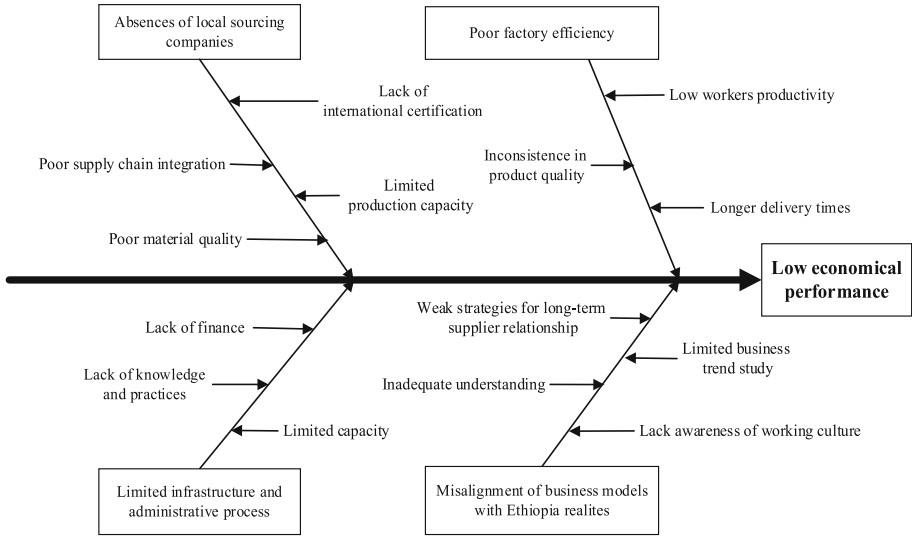 Absences of local sourcing
companies
Poor factory efficiency
Lack of
international certification
Low workers productivity
Poor supply chain integration
Inconsistence in
product quality
Limited
production capacity
Longer delivery times
Poor material quality
Low economical
performance
Lack of finance
Weak strategies for long-term
supplier relationship
Limited business
trend study
Lack of knowledge
and practices
Inadequate understanding
Limited capacity
Lack awareness of working culture
Limited infrastructure and
administrative process
Misalignment of business models
with Ethiopia realites